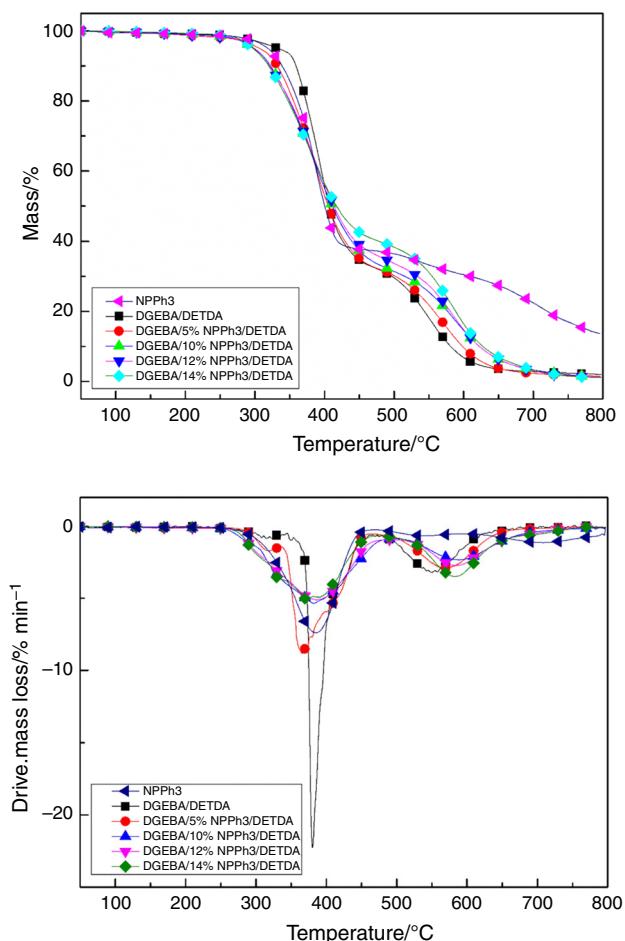 100
80
60
40
20
0
Mass/%
NPPh3
DGEBA/DETDA
DGEBA/5% NPPh3/DETDA
DGEBA/10% NPPh3/DETDA
DGEBA/12% NPPh3/DETDA
DGEBA/14% NPPh3/DETDA
100 200 300 400 500 600 700 800
Temperature/°C
0
−10
−20
Drive.mass loss/% min−1
NPPh3
DGEBA/DETDA
DGEBA/5% NPPh3/DETDA
DGEBA/10% NPPh3/DETDA
DGEBA/12% NPPh3/DETDA
DGEBA/14% NPPh3/DETDA
100 200 300 400 500 600 700 800
Temperature/°C